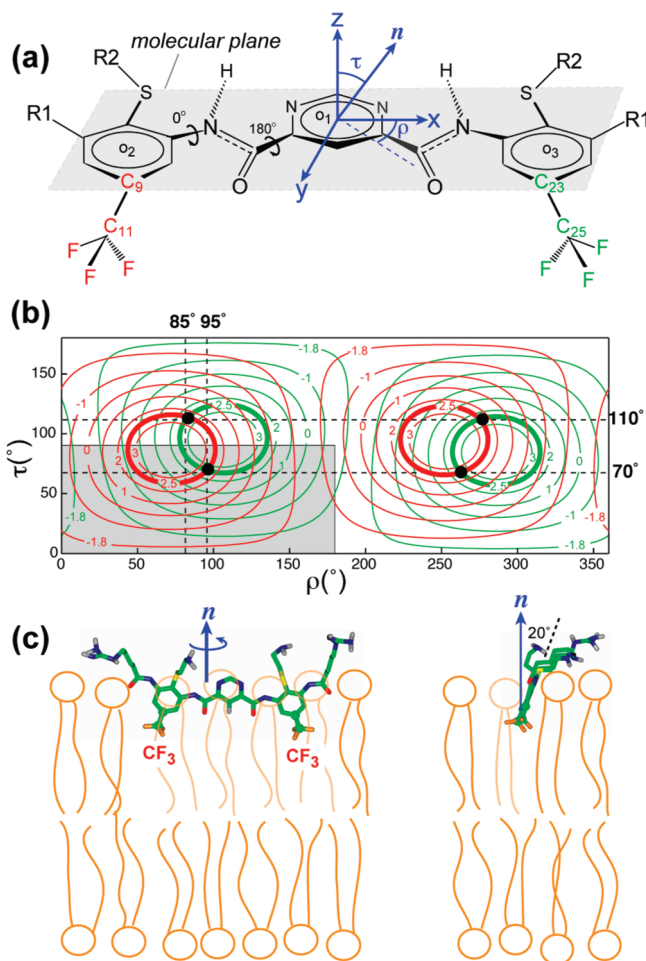 (a)
molecular plane
z
n
τ
R2
S
H
R1
0°
N
180°
O
O₂
C₉
C₁₁
F
F
F
N
O₁
N
ρ
x
y
H
N
O
R2
S
R1
O₃
C₂₃
C₂₅
F
F
F
(b)
85° 95°
τ(°)
150
100
50
0
0 50 100 150 200 250 300 350
ρ(°)
110°
70°
-1.8 -1 0 1 2 2.5 3
(c)
n
CF₃ CF₃
n
20°